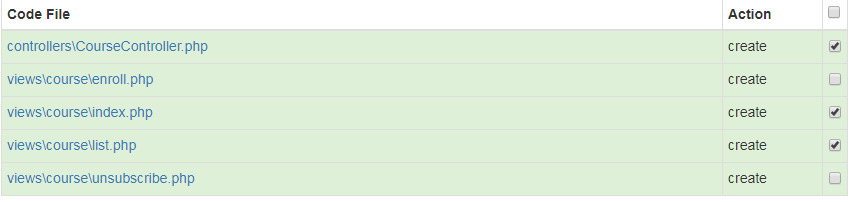 Code File Action
controllers\CourseController.php create
views\course\enroll.php create
views\course\index.php create
views\course\list.php create
views\course\unsubscribe.php create